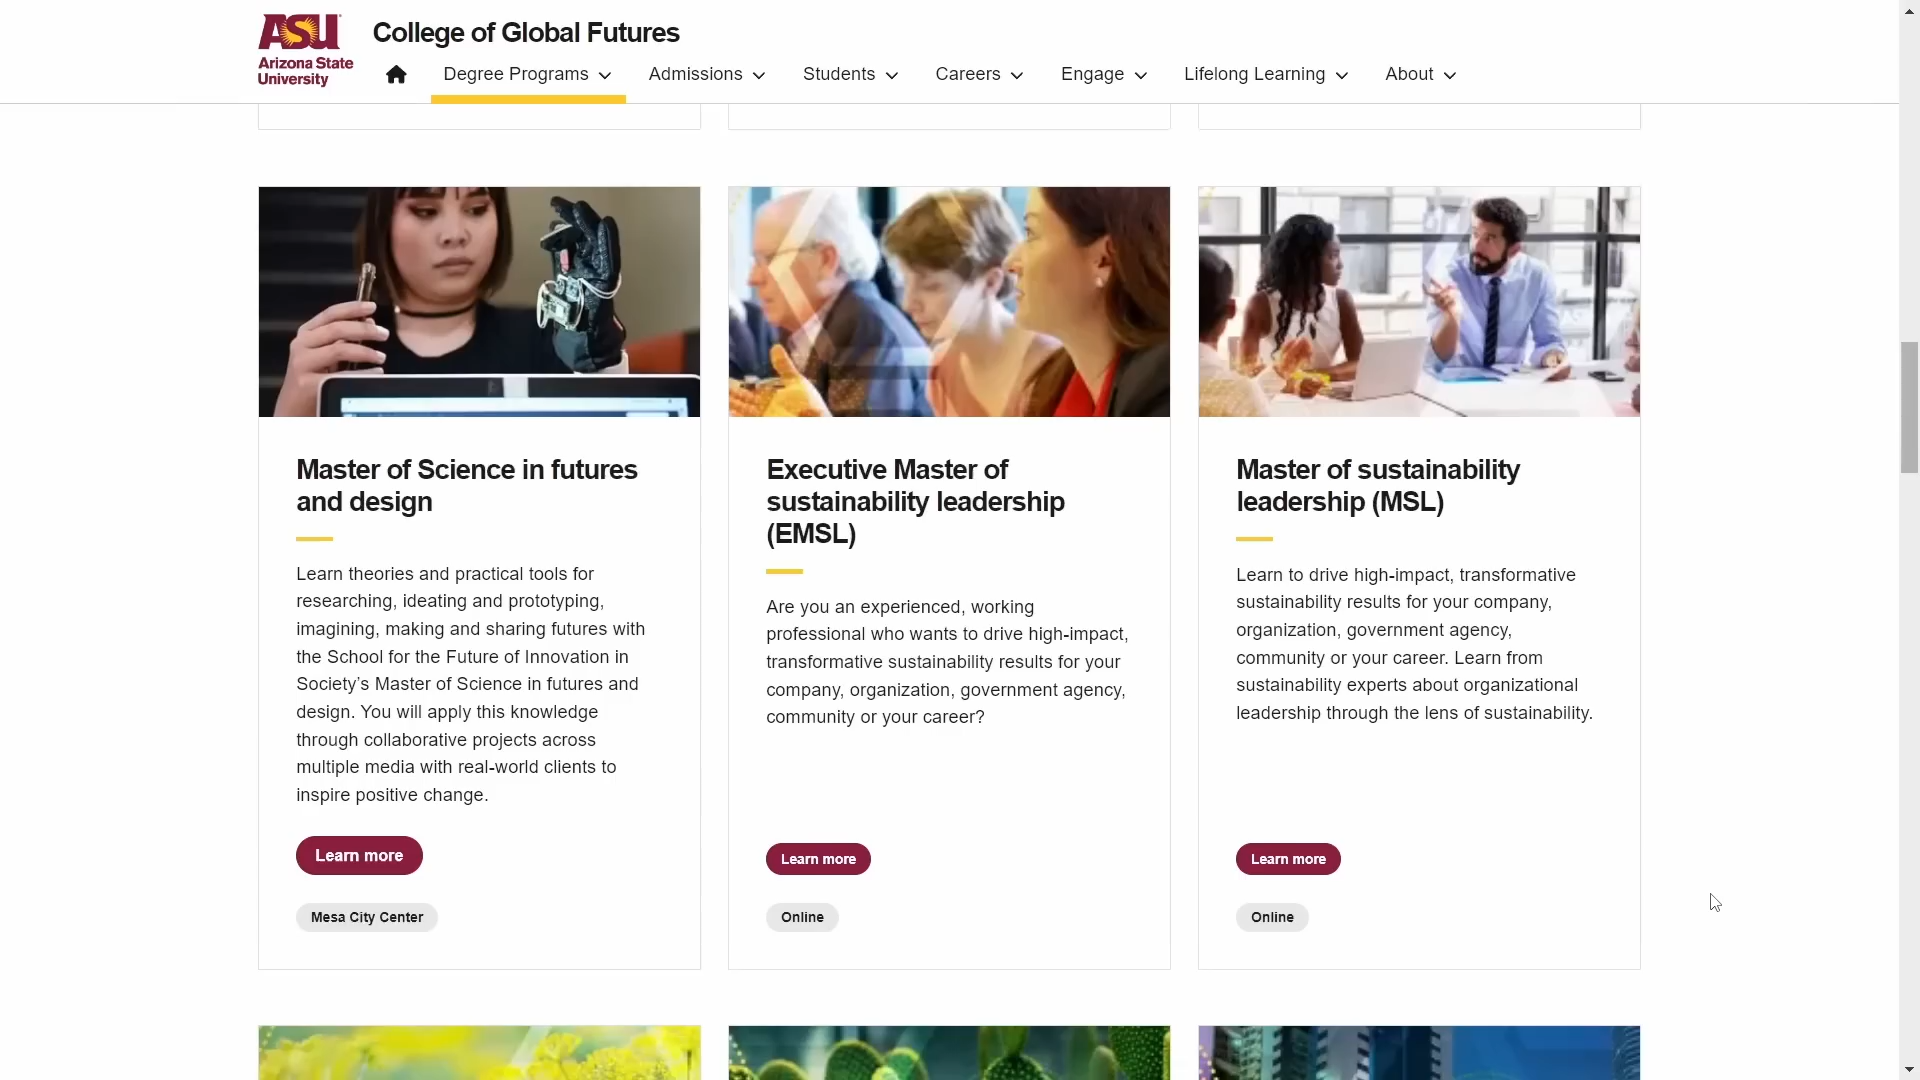 ASU
Arizona State
University
College of Global Futures
Degree Programs
Admissions
Students
Careers
Engage
Lifelong Learning
About
Master of Science in futures
and design
Learn theories and practical tools for
researching, ideating and prototyping,
imagining, making and sharing futures with
the School for the Future of Innovation in
Society’s Master of Science in futures and
design. You will apply this knowledge
through collaborative projects across
multiple media with real-world clients to
inspire positive change.
Learn more
Mesa City Center
Executive Master of
sustainability leadership
(EMSL)
Are you an experienced, working
professional who wants to drive high-impact,
transformative sustainability results for your
company, organization, government agency,
community or your career?
Learn more
Online
Master of sustainability
leadership (MSL)
Learn to drive high-impact, transformative
sustainability results for your company,
organization, government agency,
community or your career. Learn from
sustainability experts about organizational
leadership through the lens of sustainability.
Learn more
Online